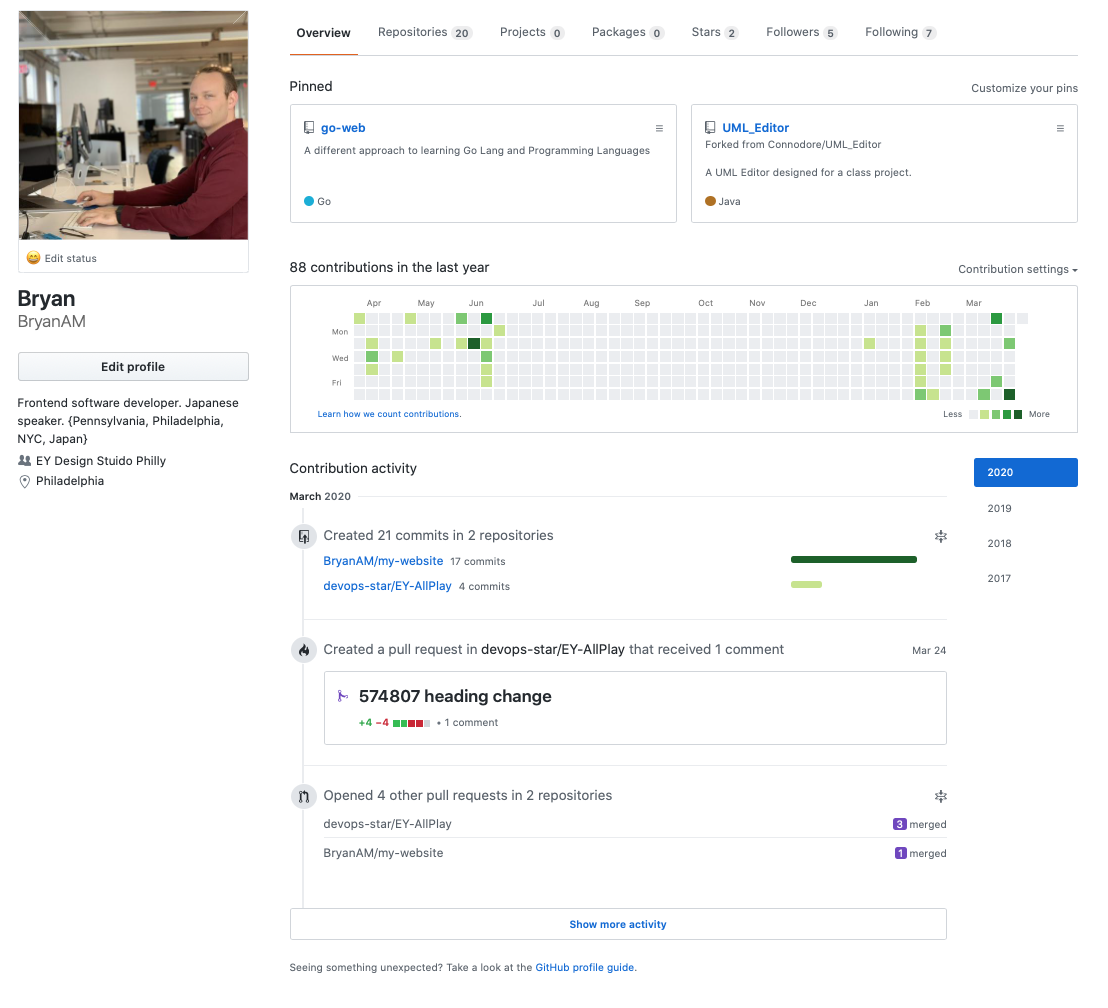 Overview Repositories 20 Projects 0 Packages 0 Stars 2 Followers 5 Following 7
Edit status
Bryan
BryanAM
Edit profile
Frontend software developer. Japanese
speaker. {Pennsylvania, Philadelphia,
NYC, Japan}
EY Design Stuido Philly
Philadelphia
Pinned
Customize your pins
go-web
A different approach to learning Go Lang and Programming Languages
Go
UML_Editor
Forked from Connodore/UML_Editor
A UML Editor designed for a class project.
Java
88 contributions in the last year
Contribution settings
Apr May Jun Jul Aug Sep Oct Nov Dec Jan Feb Mar
Mon
Wed
Fri
Learn how we count contributions.
Less More
Contribution activity
2020
2019
2018
2017
March 2020
Created 21 commits in 2 repositories
BryanAM/my-website 17 commits
devops-star/EY-AllPlay 4 commits
Created a pull request in devops-star/EY-AllPlay that received 1 comment Mar 24
574807 heading change
+4 −4 • 1 comment
Opened 4 other pull requests in 2 repositories
devops-star/EY-AllPlay 3 merged
BryanAM/my-website 1 merged
Show more activity
Seeing something unexpected? Take a look at the GitHub profile guide.